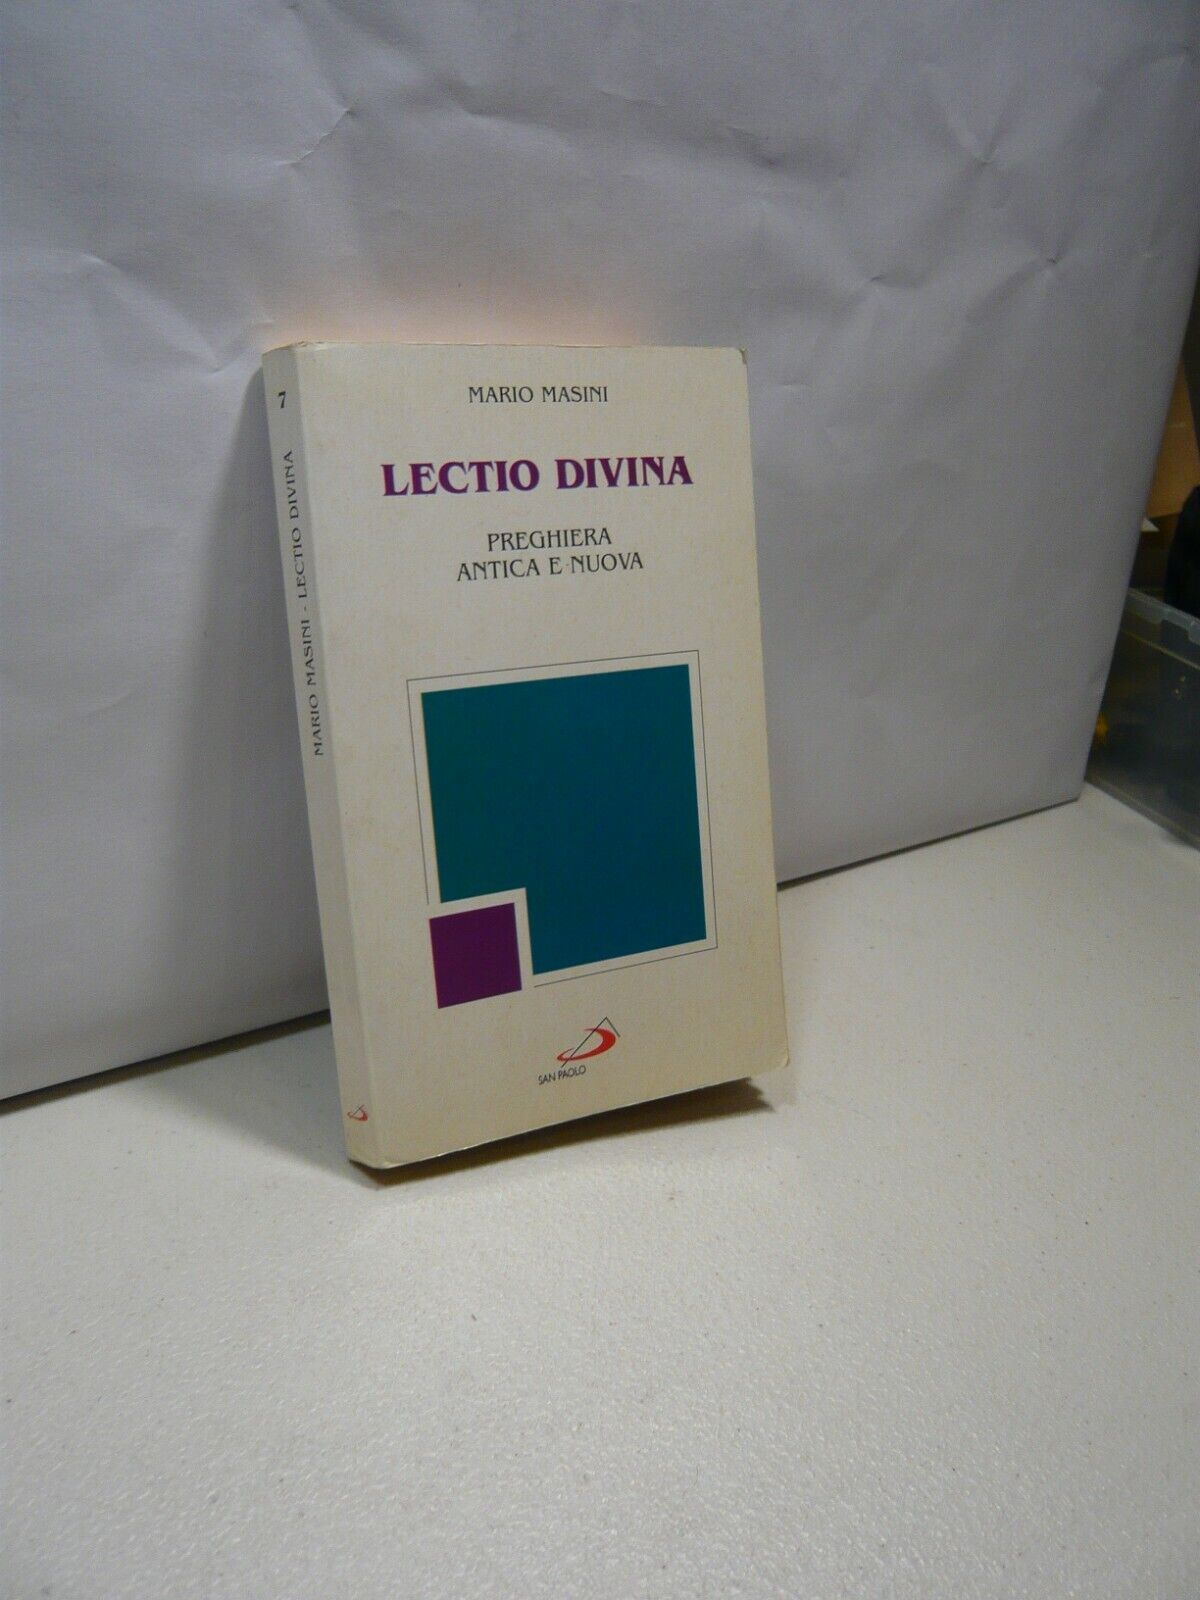 7
MARIO MASINI - LECTIO DIVINA
MARIO MASINI
LECTIO DIVINA
PREGHIERA
ANTICA E NUOVA
SAN PAOLO